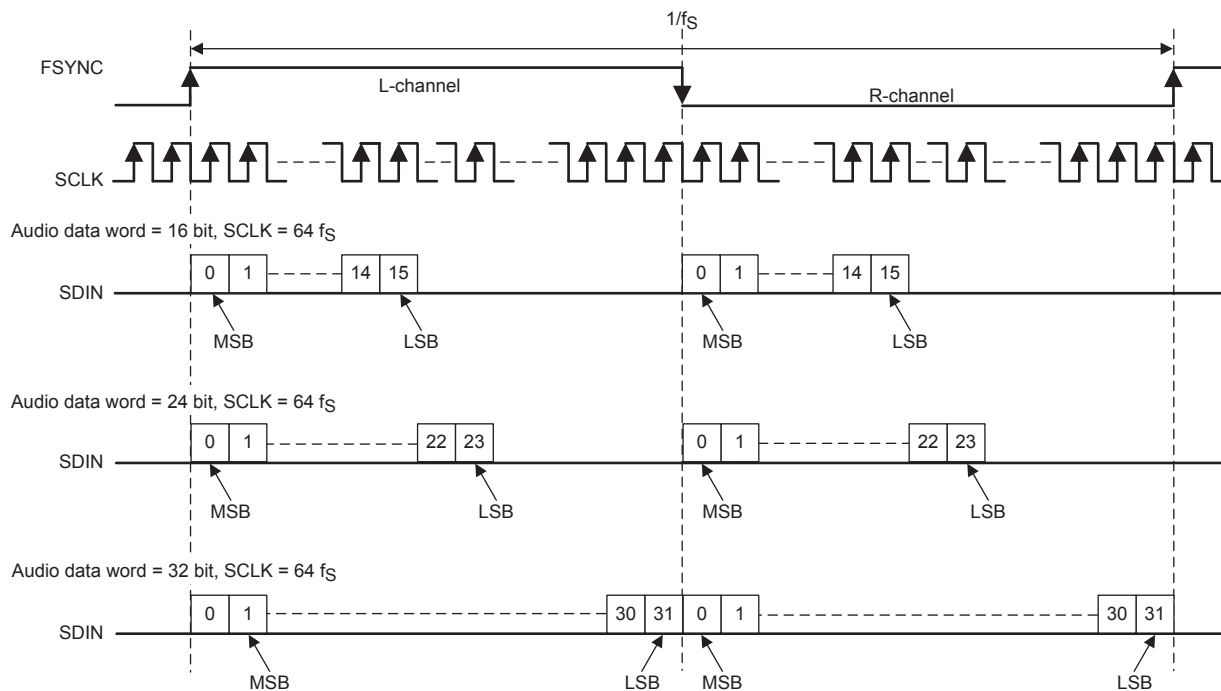 1/fS
FSYNC
L-channel
R-channel
SCLK
Audio data word = 16 bit, SCLK = 64 fS
SDIN
0 1 14 15 0 1 14 15
MSB LSB MSB LSB
Audio data word = 24 bit, SCLK = 64 fS
SDIN
0 1 22 23 0 1 22 23
MSB LSB MSB LSB
Audio data word = 32 bit, SCLK = 64 fS
SDIN
0 1 30 31 0 1 30 31
MSB LSB MSB LSB